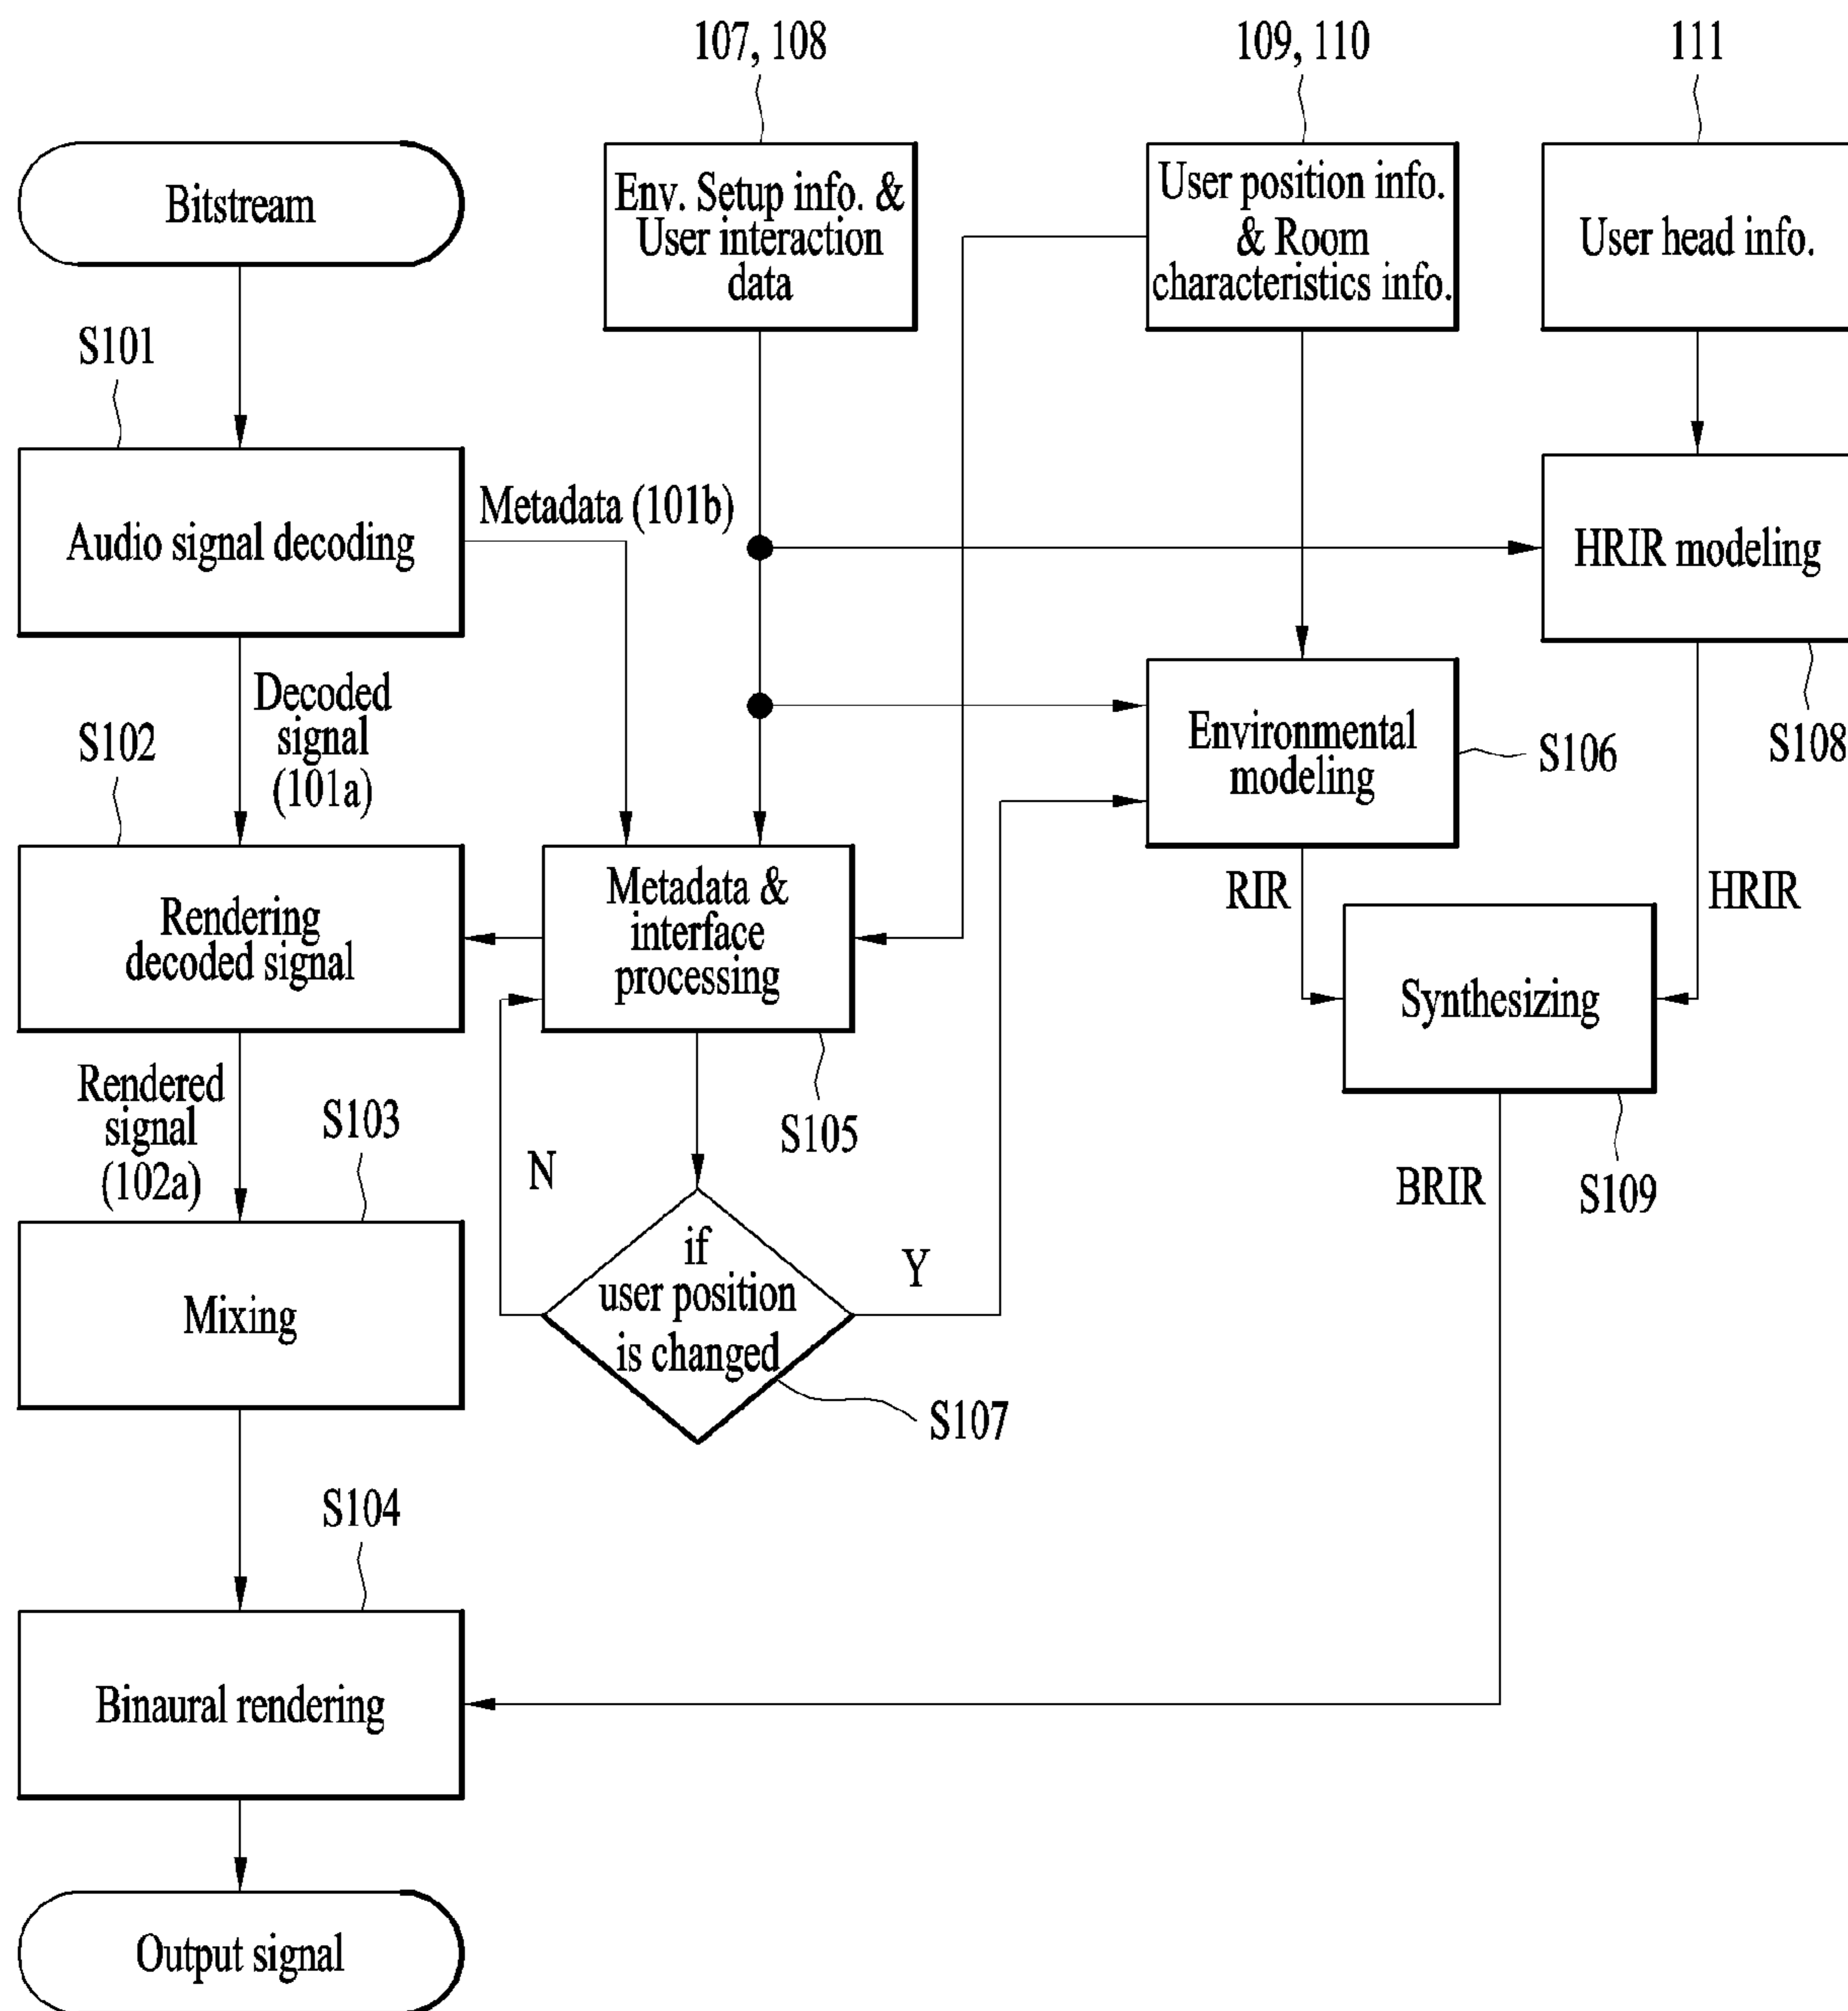 107, 108
109, 110
111
Bitstream
Env. Setup info. &
User interaction
data
User position info.
& Room
characteristics info.
User head info.
S101
Audio signal decoding
Metadata (101b)
HRIR modeling
S108
Decoded
signal
(101a)
Environmental
modeling
S106
S102
Rendering
decoded signal
Metadata &
interface
processing
S105
RIR
HRIR
Synthesizing
S109
Rendered
signal
(102a)
S103
Mixing
N
if
user position
is changed
Y
S107
BRIR
S104
Binaural rendering
Output signal